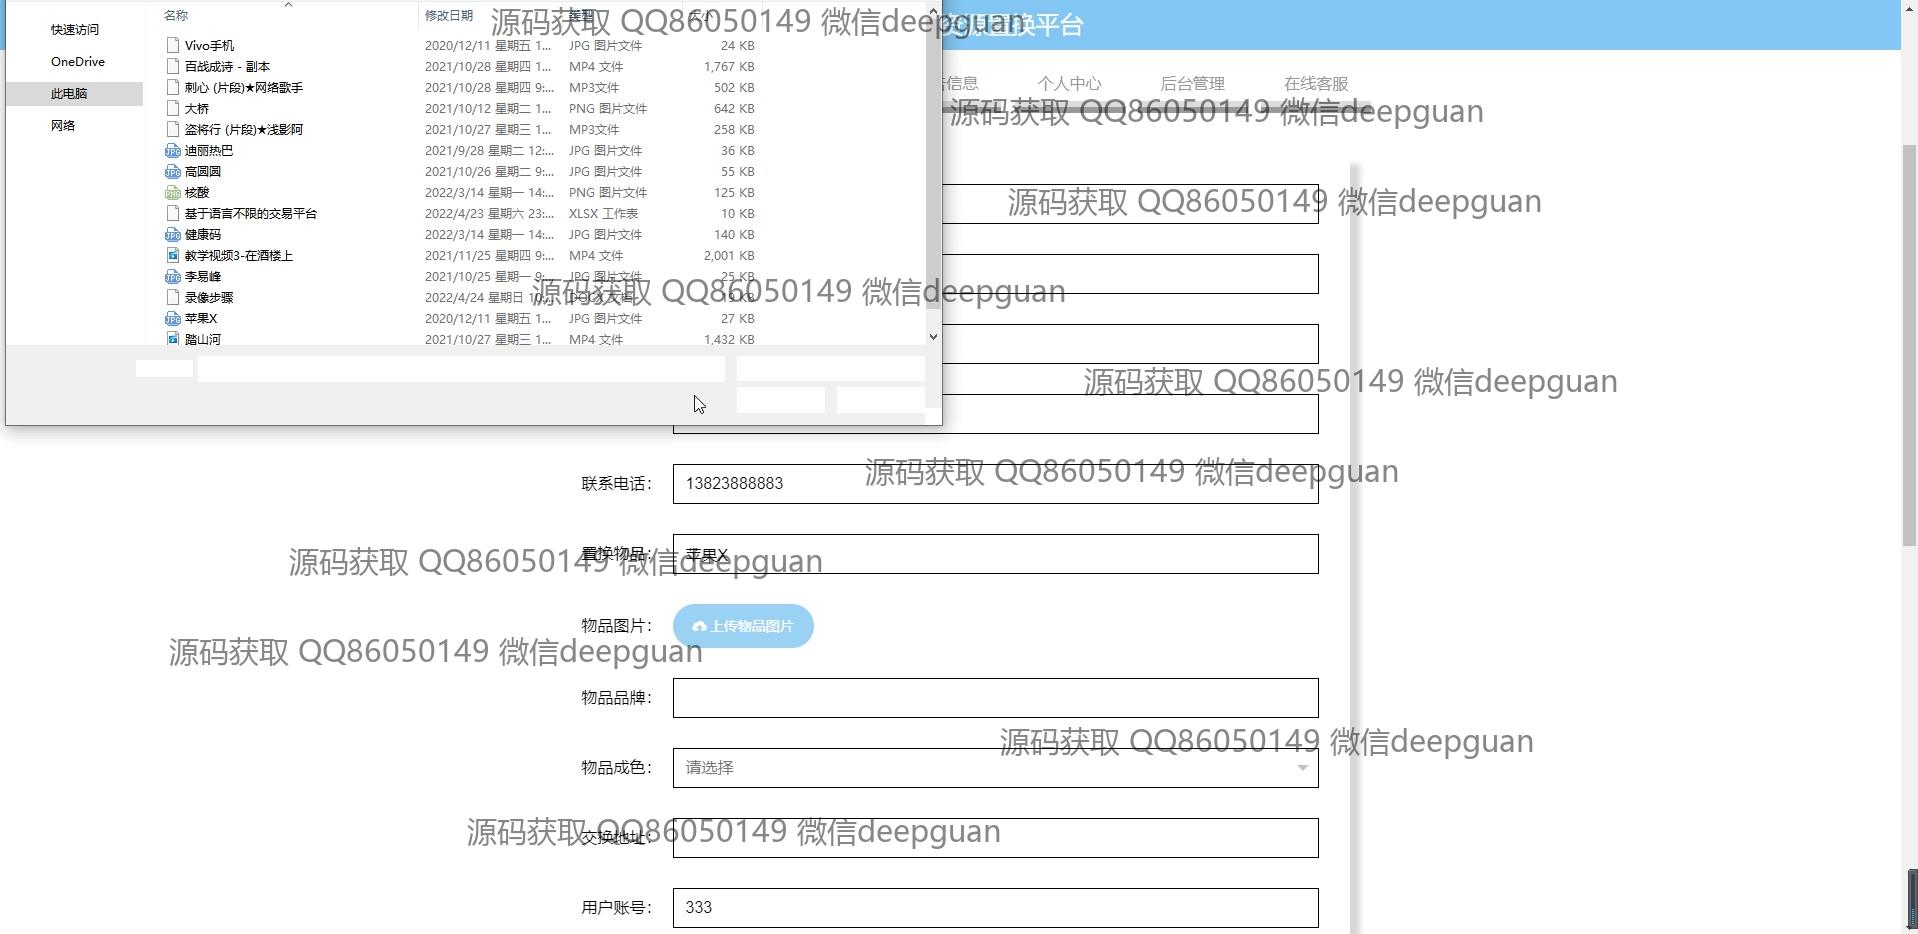 名称 修改日期 类型 大小
快速访问
OneDrive
此电脑
网络
Vivo手机 2020/12/11 星期五 1... JPG 图片文件 24 KB
百战成诗 - 副本 2021/10/28 星期四 1... MP4 文件 1,767 KB
刺心 (片段)★网络歌手 2021/10/28 星期四 9:... MP3文件 502 KB
大桥 2021/10/12 星期二 1... PNG 图片文件 642 KB
盗将行 (片段)★浅影阿 2021/10/27 星期三 1... MP3文件 258 KB
迪丽热巴 2021/9/28 星期二 12:... JPG 图片文件 36 KB
高圆圆 2021/10/26 星期二 9:... JPG 图片文件 55 KB
核酸 2022/3/14 星期一 14:... PNG 图片文件 125 KB
基于语言不限的交易平台 2022/4/23 星期六 23:... XLSX 工作表 10 KB
健康码 2022/3/14 星期一 14:... JPG 图片文件 140 KB
教学视频3-在酒楼上 2021/11/25 星期四 9:... MP4 文件 2,001 KB
李易峰 2021/10/25 星期一 9:... JPG 图片文件 25 KB
录像步骤 2022/4/24 星期日 10:... DOCX 文档 19 KB
苹果X 2020/12/11 星期五 1... JPG 图片文件 27 KB
踏山河 2021/10/27 星期三 1... MP4 文件 1,432 KB
资源置换平台
信息 个人中心 后台管理 在线客服
源码获取 QQ86050149 微信deepguan
源码获取 QQ86050149 微信deepguan
源码获取 QQ86050149 微信deepguan
源码获取 QQ86050149 微信deepguan
源码获取 QQ86050149 微信deepguan
联系电话： 13823888883
源码获取 QQ86050149 微信deepguan
置换物品： 苹果X
源码获取 QQ86050149 微信deepguan
物品图片： 上传物品图片
源码获取 QQ86050149 微信deepguan
物品品牌：
源码获取 QQ86050149 微信deepguan
物品成色： 请选择
源码获取 QQ86050149 微信deepguan
交换地址：
用户账号： 333